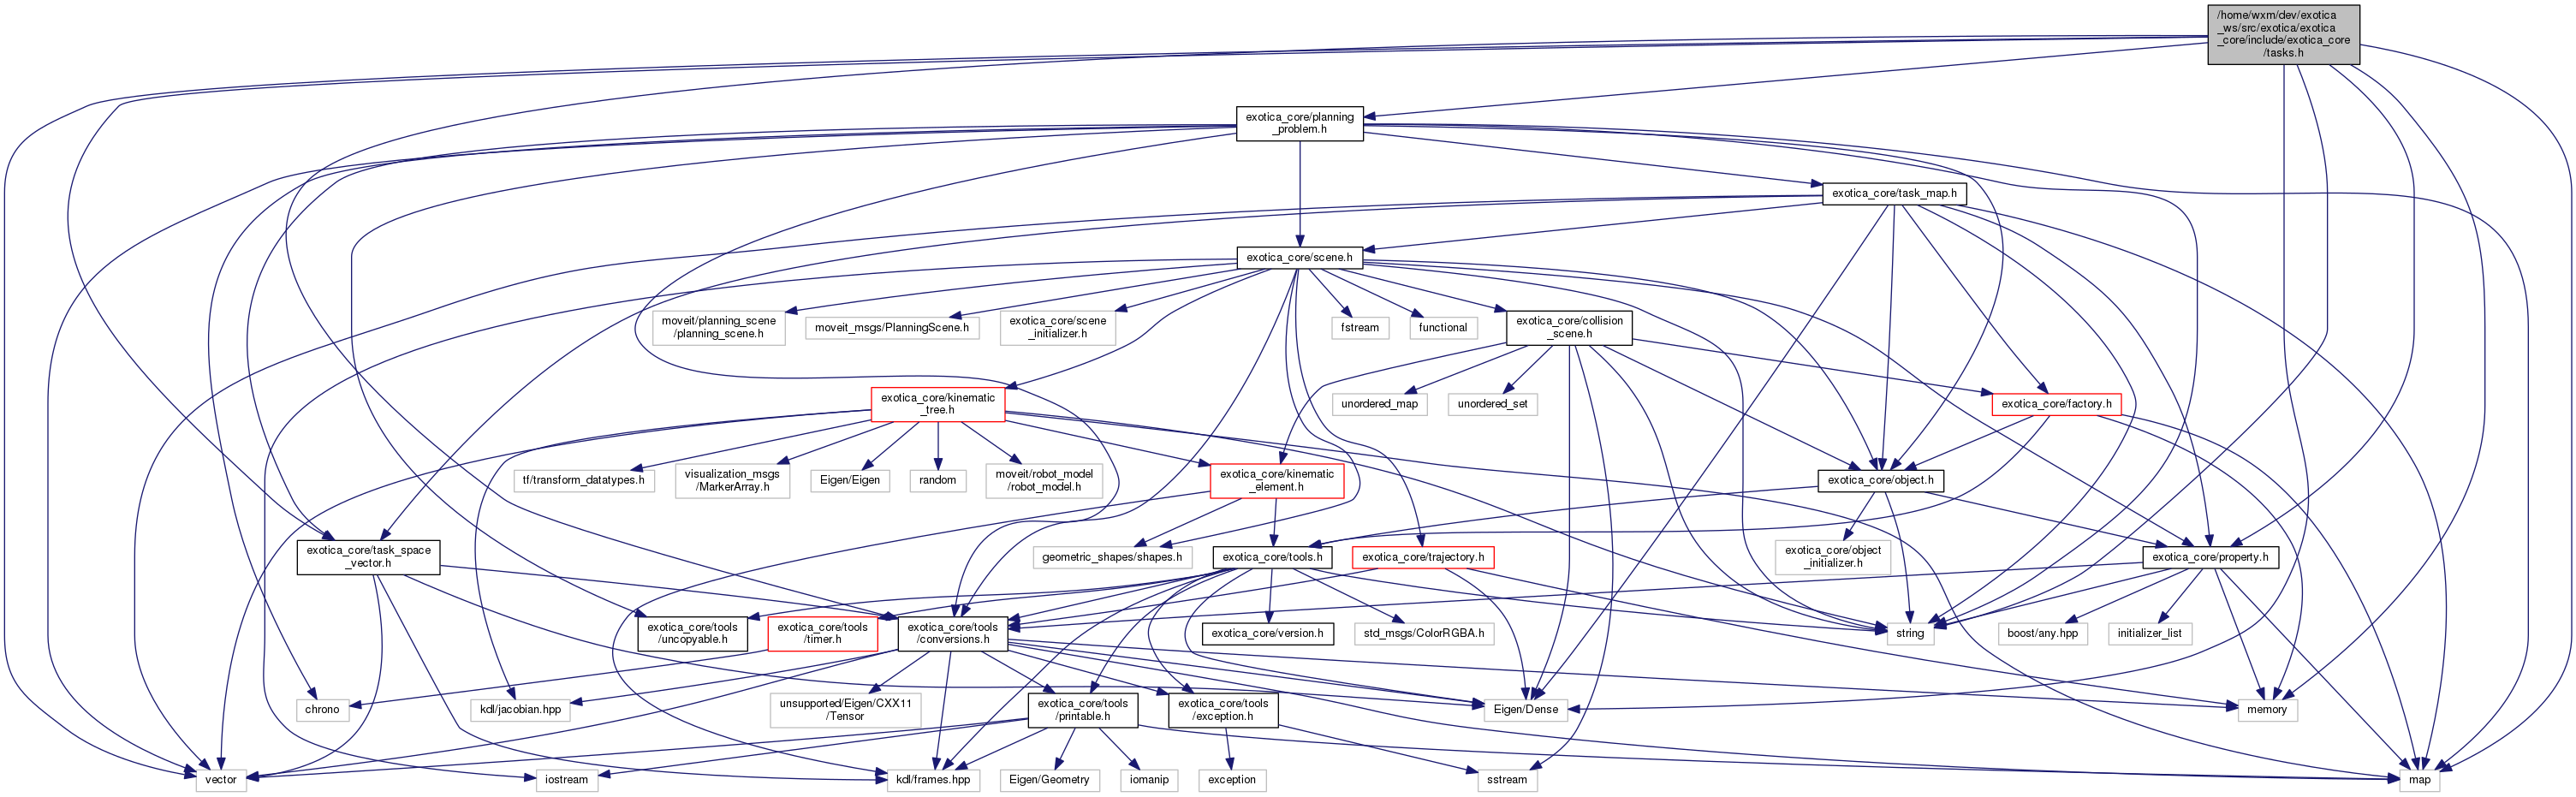 /home/wxm/dev/exotica
_ws/src/exotica/exotica
_core/include/exotica_core
/tasks.h
exotica_core/planning
_problem.h
exotica_core/task_map.h
exotica_core/scene.h
moveit/planning_scene
/planning_scene.h
moveit_msgs/PlanningScene.h
exotica_core/scene
_initializer.h
fstream
functional
exotica_core/collision
_scene.h
exotica_core/kinematic
_tree.h
unordered_map
unordered_set
exotica_core/factory.h
tf/transform_datatypes.h
visualization_msgs
/MarkerArray.h
Eigen/Eigen
random
moveit/robot_model
/robot_model.h
exotica_core/kinematic
_element.h
exotica_core/object.h
exotica_core/task_space
_vector.h
geometric_shapes/shapes.h
exotica_core/tools.h
exotica_core/trajectory.h
exotica_core/object
_initializer.h
exotica_core/property.h
exotica_core/tools
/uncopyable.h
exotica_core/tools
/timer.h
exotica_core/tools
/conversions.h
exotica_core/version.h
std_msgs/ColorRGBA.h
string
boost/any.hpp
initializer_list
chrono
kdl/jacobian.hpp
unsupported/Eigen/CXX11
/Tensor
exotica_core/tools
/printable.h
exotica_core/tools
/exception.h
Eigen/Dense
memory
vector
iostream
kdl/frames.hpp
Eigen/Geometry
iomanip
exception
sstream
map